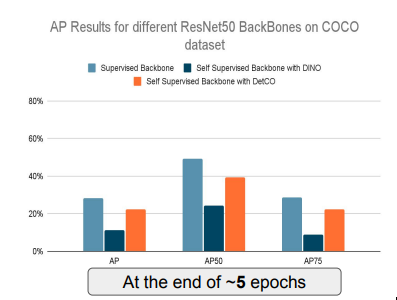 AP Results for different ResNet50 BackBones on COCO
dataset
Supervised Backbone
Self Supervised Backbone with DINO
Self Supervised Backbone with DetCO
80%
60%
40%
20%
0%
AP
AP50
AP75
At the end of ~5 epochs